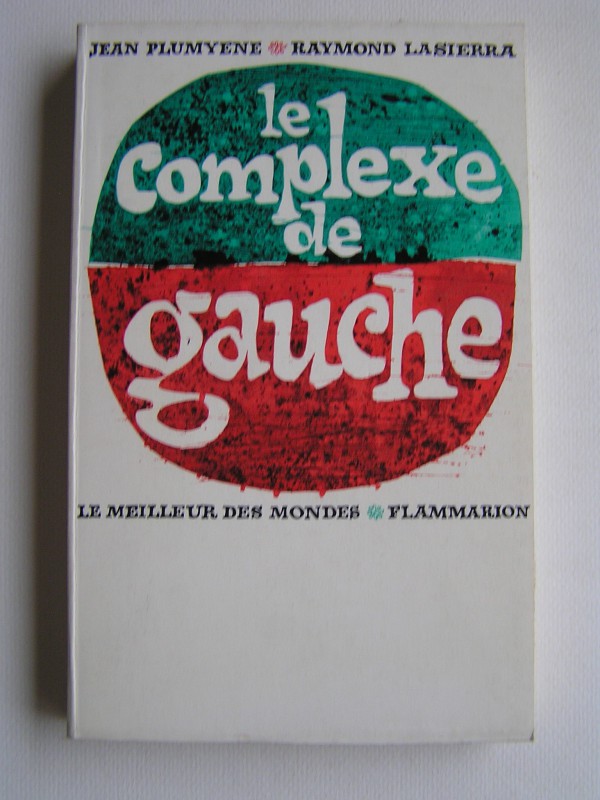 JEAN PLUMYENE RAYMOND LASIERRA
le
complexe
de
gauche
LE MEILLEUR DES MONDES FLAMMARION